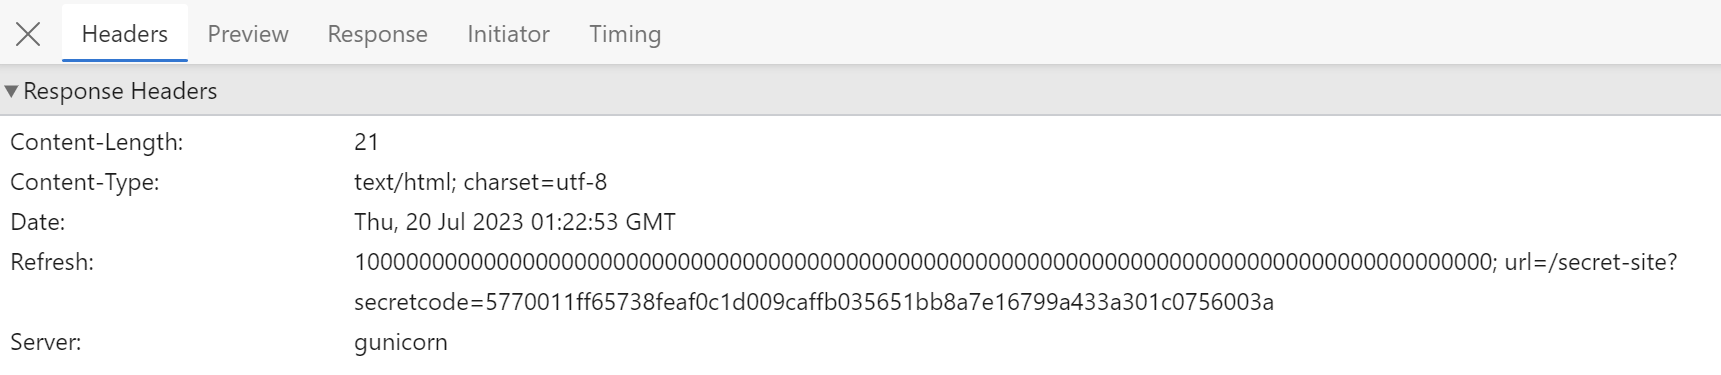 Headers Preview Response Initiator Timing
Response Headers
Content-Length: 21
Content-Type: text/html; charset=utf-8
Date: Thu, 20 Jul 2023 01:22:53 GMT
Refresh: 1000000000000000000000000000000000000000000000000000000000000000000000000000000000000000; url=/secret-site?
secretcode=5770011ff65738feaf0c1d009caffb035651bb8a7e16799a433a301c0756003a
Server: gunicorn